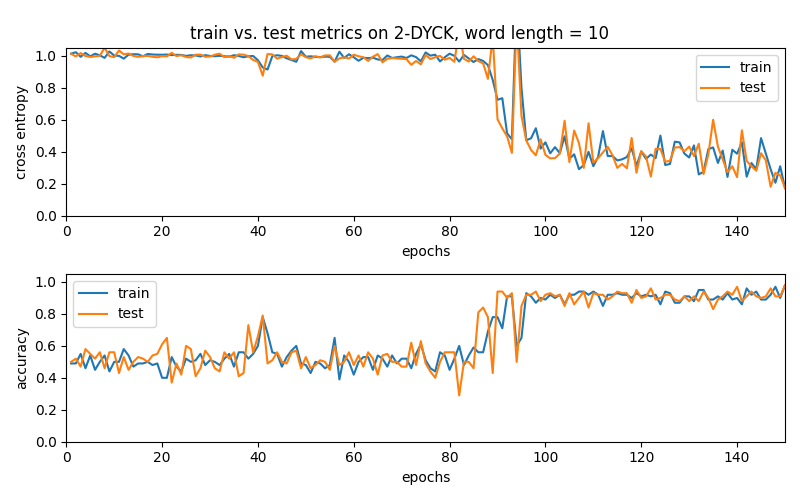 train vs. test metrics on 2-DYCK, word length = 10
1.0
0.8
0.6
0.4
0.2
0.0
cross entropy
train
test
0 20 40 60 80 100 120 140
epochs
1.0
0.8
0.6
0.4
0.2
0.0
accuracy
train
test
0 20 40 60 80 100 120 140
epochs